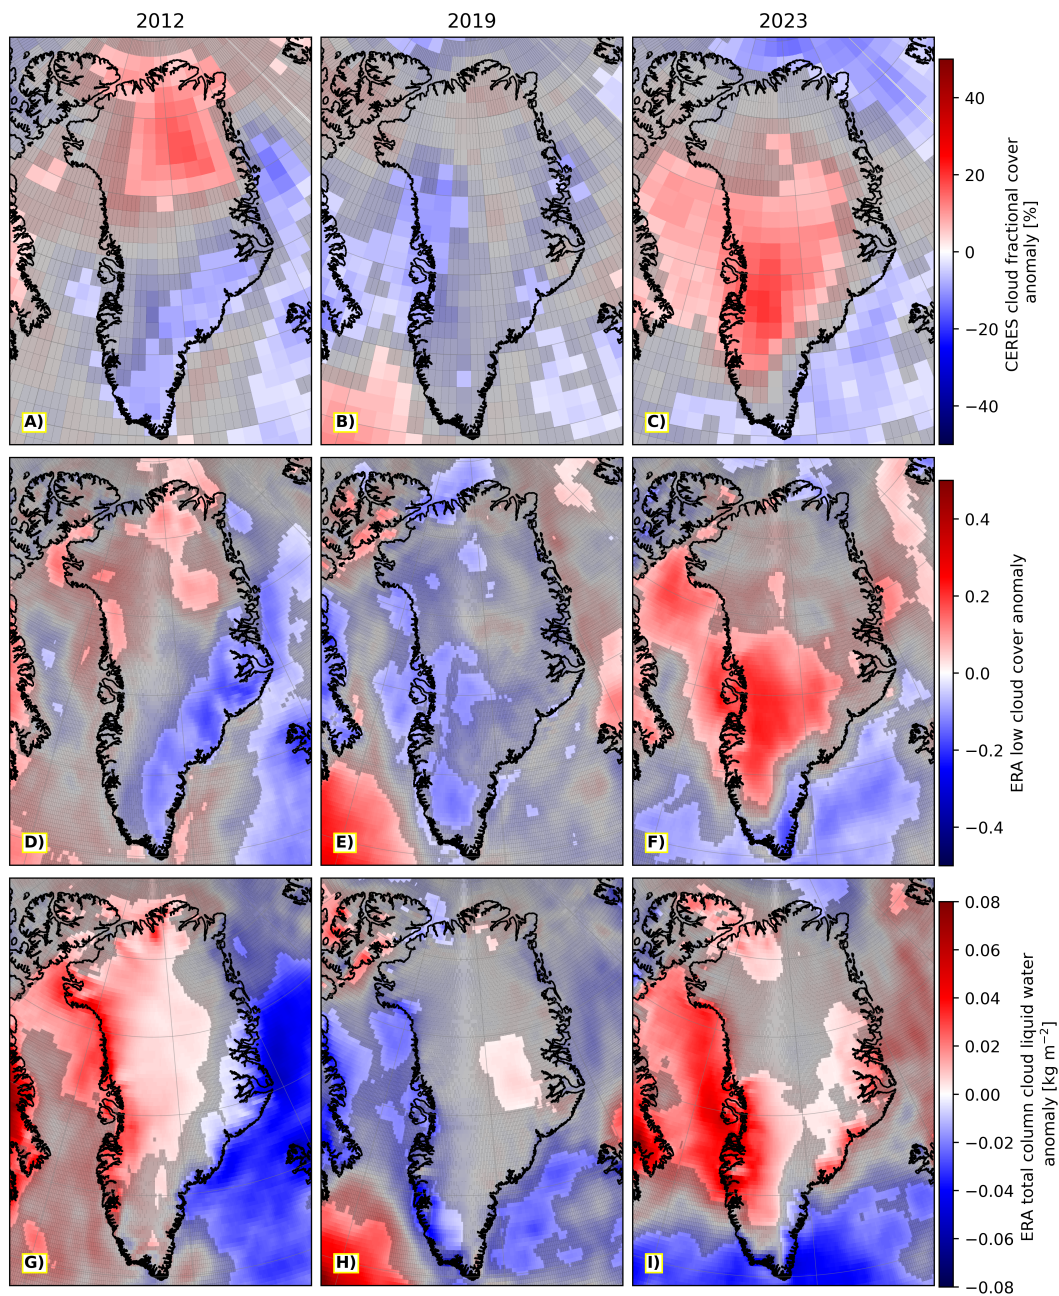 2012 2019 2023
A) B) C)
40
20
0
−20
−40
CERES cloud fractional cover
anomaly [%]
D) E) F)
0.4
0.2
0.0
−0.2
−0.4
ERA low cloud cover anomaly
G) H) I)
0.08
0.06
0.04
0.02
0.00
−0.02
−0.04
−0.06
−0.08
ERA total column cloud liquid water
anomaly [kg m⁻²]